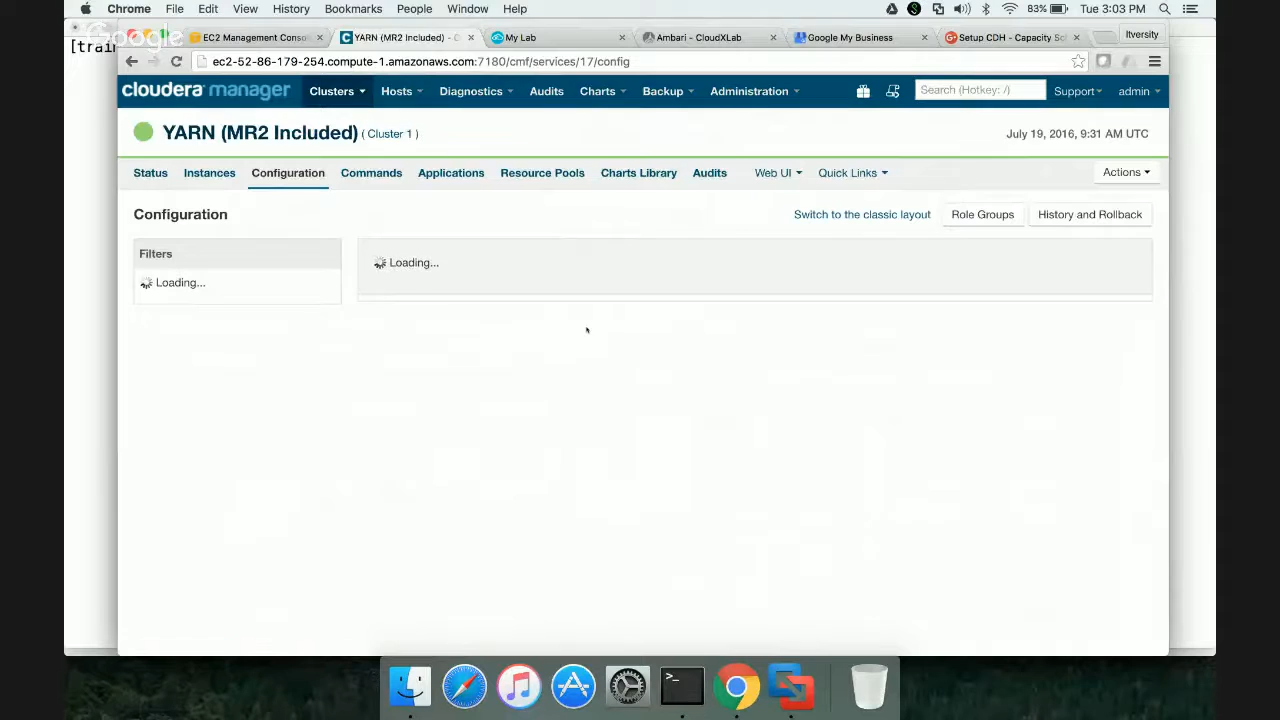 Chrome File Edit View History Bookmarks People Window Help 83% Tue 3:03 PM
Google
[train
EC2 Management Conso
YARN (MR2 Included) - C
My Lab
Ambari - CloudXLab
Google My Business
Setup CDH - Capacity Sc
Itversity
ec2-52-86-179-254.compute-1.amazonaws.com:7180/cmf/services/17/config
cloudera manager Clusters Hosts Diagnostics Audits Charts Backup Administration Search (Hotkey: /) Support admin
YARN (MR2 Included) ( Cluster 1 ) July 19, 2016, 9:31 AM UTC
Status Instances Configuration Commands Applications Resource Pools Charts Library Audits Web UI Quick Links Actions
Configuration Switch to the classic layout Role Groups History and Rollback
Filters
Loading...
Loading...